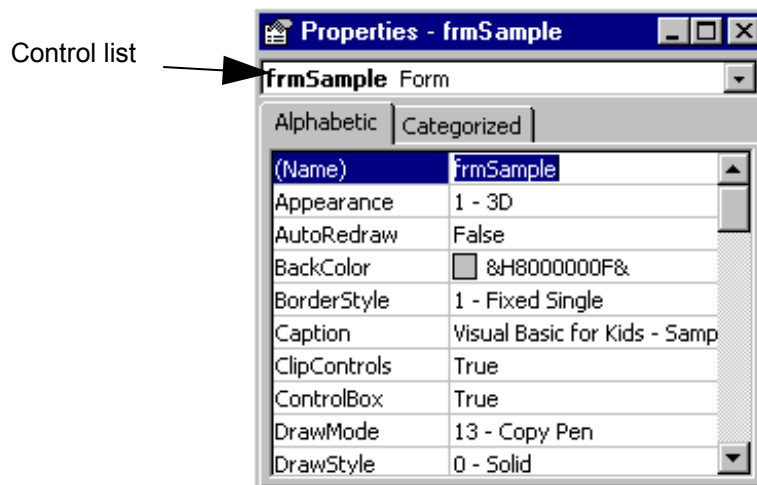 Control list
Properties - frmSample
frmSample Form
Alphabetic Categorized
(Name) frmSample
Appearance 1 - 3D
AutoRedraw False
BackColor &H8000000F&
BorderStyle 1 - Fixed Single
Caption Visual Basic for Kids - Samp
ClipControls True
ControlBox True
DrawMode 13 - Copy Pen
DrawStyle 0 - Solid